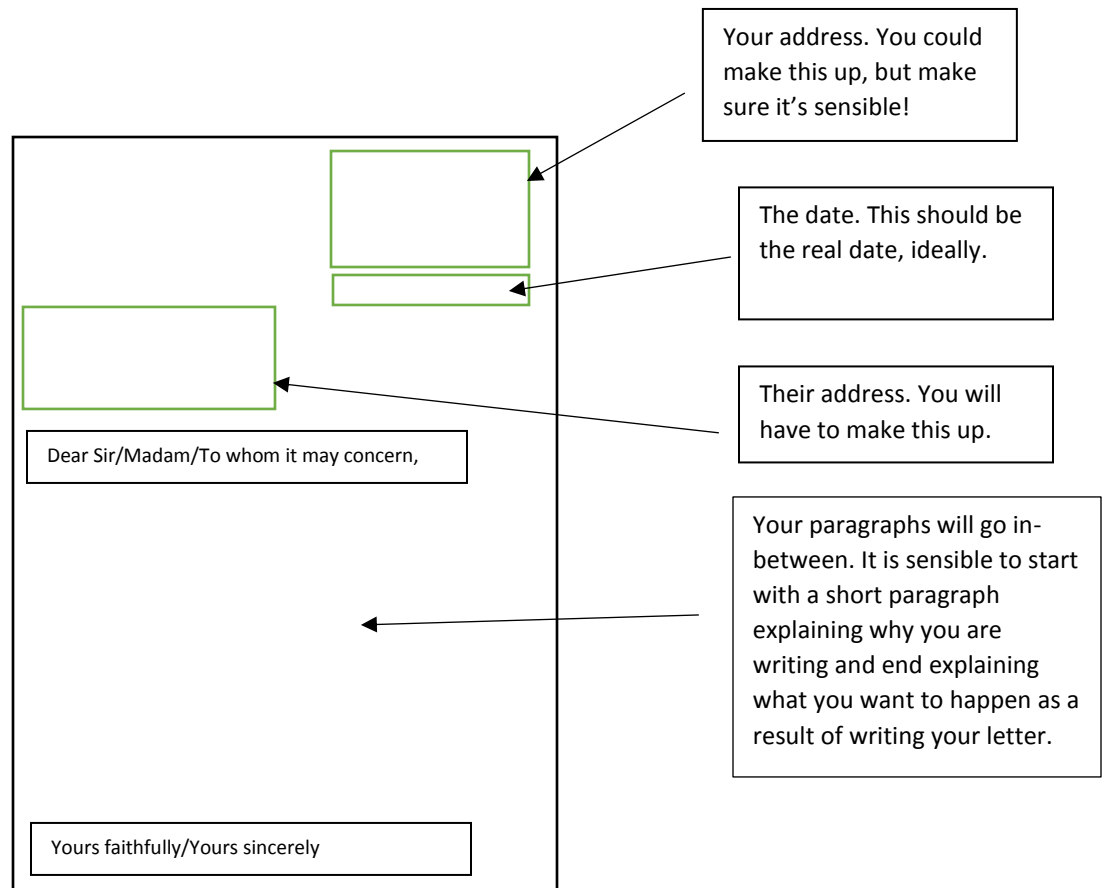 Your address. You could
make this up, but make
sure it’s sensible!
The date. This should be
the real date, ideally.
Their address. You will
have to make this up.
Dear Sir/Madam/To whom it may concern,
Your paragraphs will go in-
between. It is sensible to start
with a short paragraph
explaining why you are
writing and end explaining
what you want to happen as a
result of writing your letter.
Yours faithfully/Yours sincerely